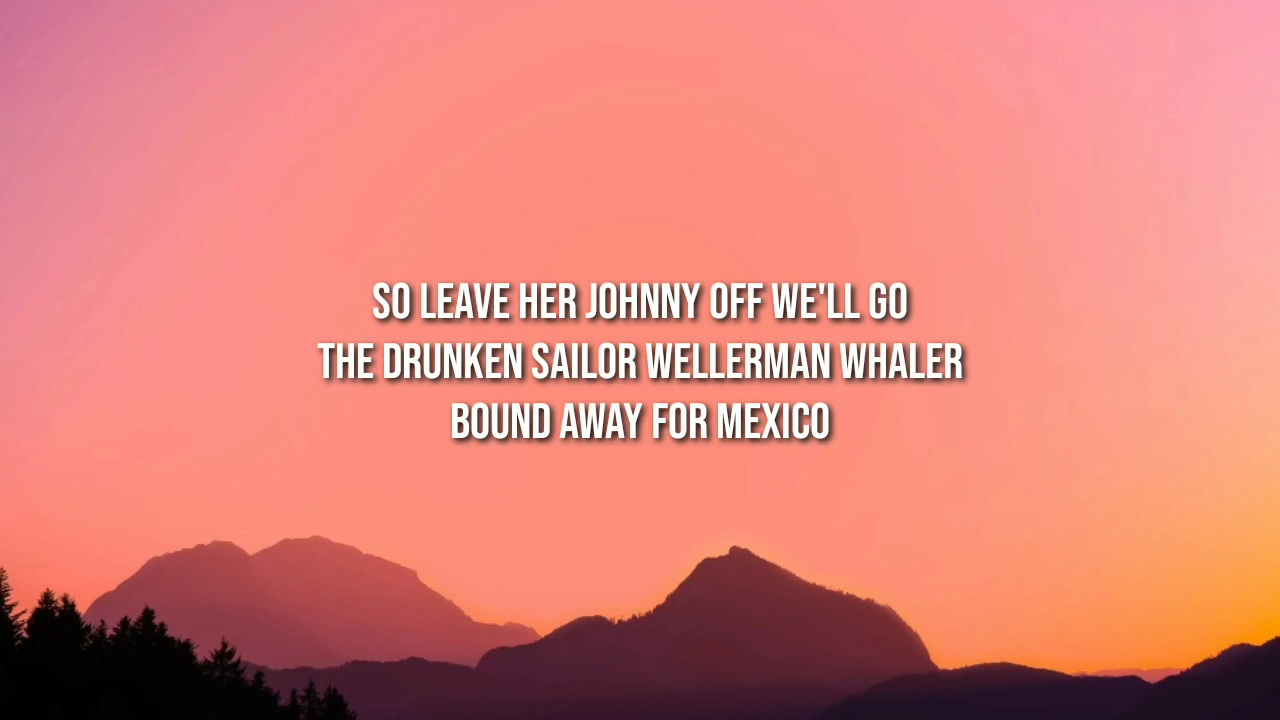 SO LEAVE HER JOHNNY OFF WE'LL GO
THE DRUNKEN SAILOR WELLERMAN WHALER
BOUND AWAY FOR MEXICO